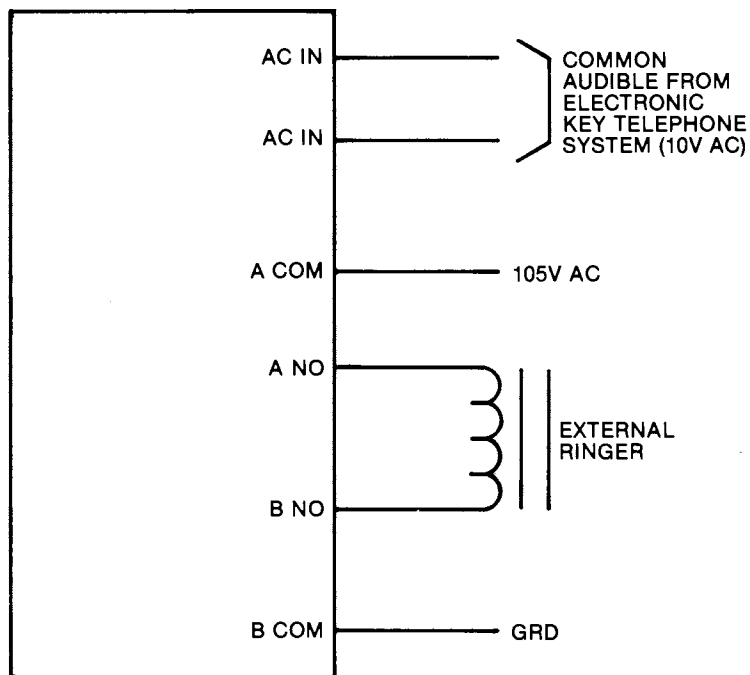 AC IN
COMMON
AUDIBLE FROM
ELECTRONIC
KEY TELEPHONE
SYSTEM (10V AC)
AC IN
A COM
105V AC
A NO
EXTERNAL
RINGER
B NO
B COM
GRD